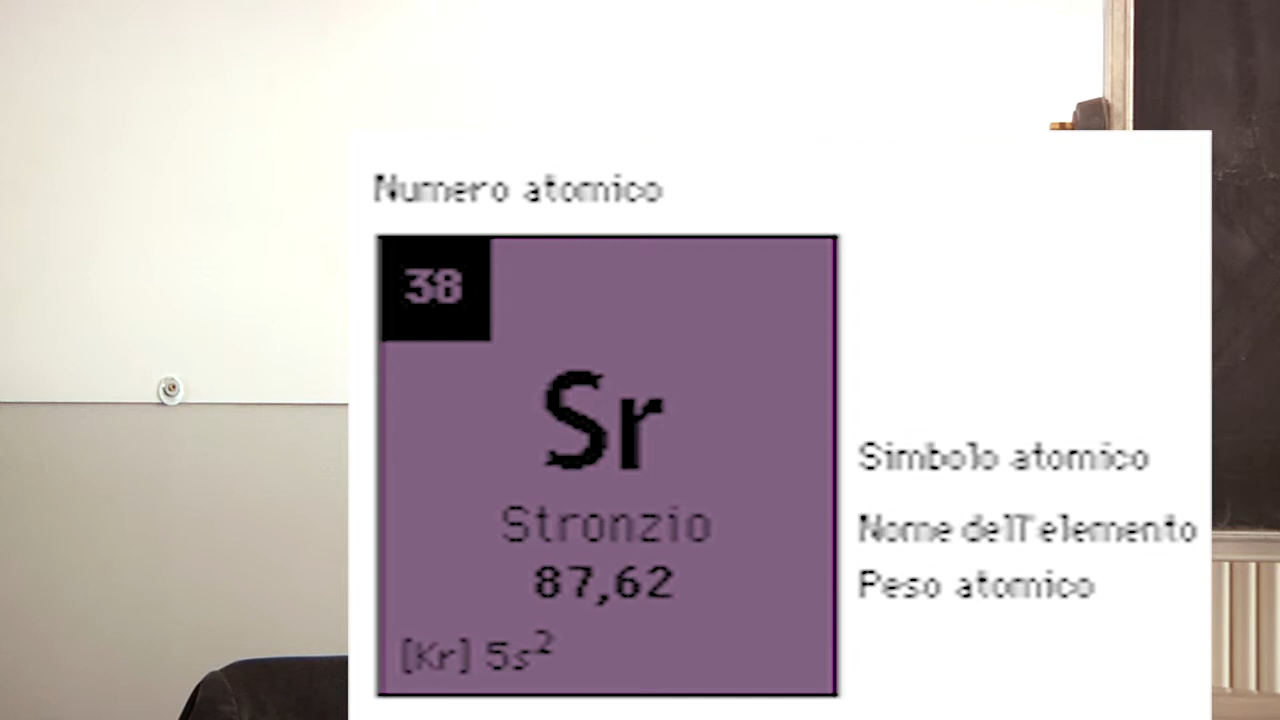 Numero atomico
38
Sr
Simbolo atomico
Stronzio
Nome dell'elemento
87,62
Peso atomico
[Kr] 5s²